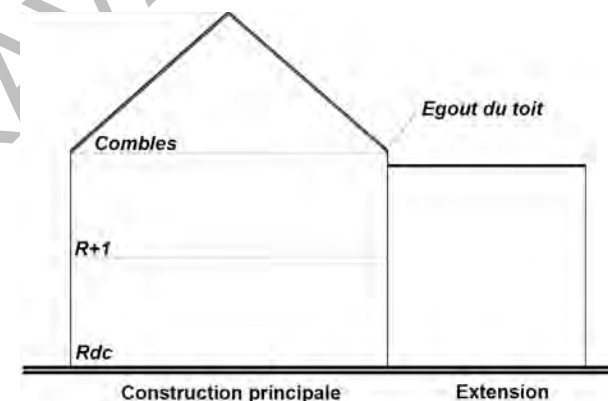 Egout du toit
Combles
R+1
Rdc
Construction principale
Extension